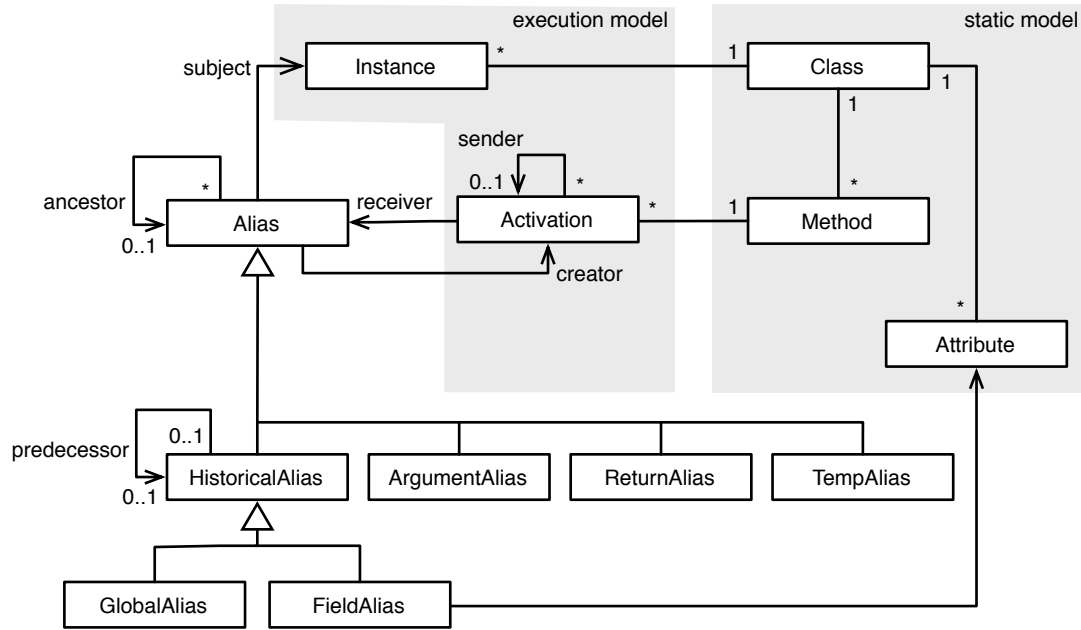 execution model
static model
subject
Instance
*
1
Class
1
1
sender
ancestor
*
0..1
*
*
receiver
Alias
Activation
*
1
Method
0..1
creator
*
Attribute
predecessor
0..1
HistoricalAlias
ArgumentAlias
ReturnAlias
TempAlias
0..1
GlobalAlias
FieldAlias